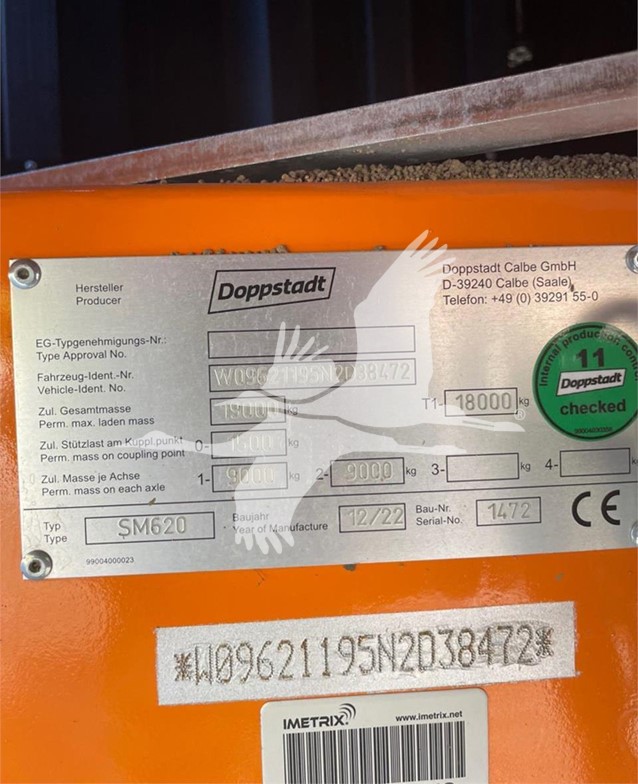 Hersteller
Producer
Doppstadt
Doppstadt Calbe GmbH
D-39240 Calbe (Saale)
Telefon: +49 (0) 39291 55-0
EG-Typgenehmigungs-Nr.:
Type Approval No.
Fahrzeug-Ident.-Nr.
Vehicle-Ident. No.
W09621195N2D38472
Zul. Gesamtmasse
Perm. max. laden mass
kg
T1- 18000 kg
Zul. Stützlast am Kuppl.punkt
Perm. mass on coupling point
0- kg
Zul. Masse je Achse
Perm. mass on each axle
1- 9000 kg
2- 9000 kg
3- kg
4-
Typ
Type
SM620
Baujahr
Year of Manufacture
12/22
Bau-Nr.
Serial-No.
1472
CE
99004000023
Internal production
11
Doppstadt
checked
*W09621195N2D38472*
IMETRIX
www.imetrix.net